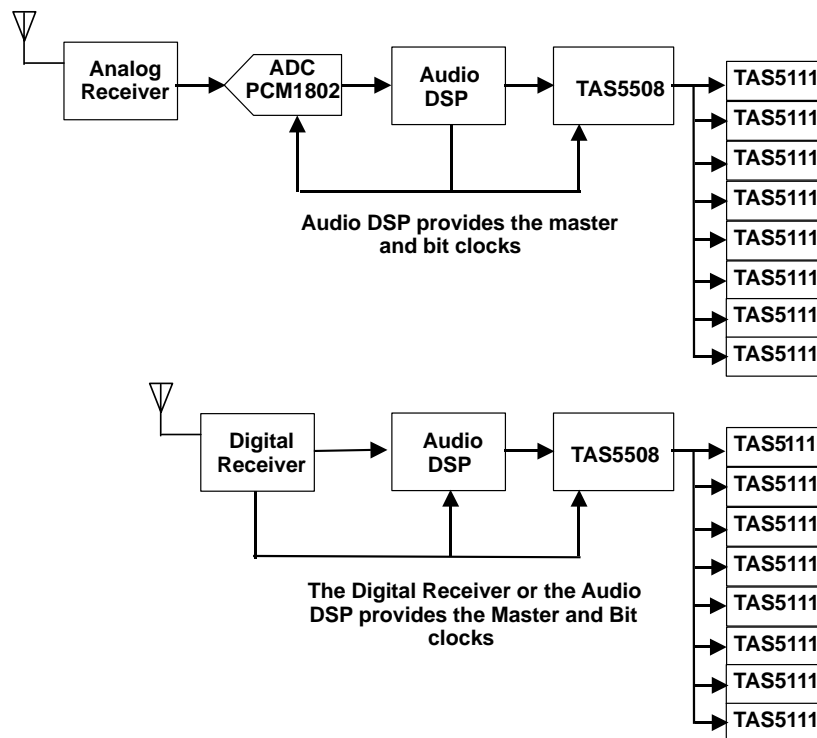 Analog
Receiver
ADC
PCM1802
Audio
DSP
TAS5508
TAS5111
TAS5111
TAS5111
TAS5111
TAS5111
TAS5111
TAS5111
TAS5111
Audio DSP provides the master
and bit clocks
Digital
Receiver
Audio
DSP
TAS5508
TAS5111
TAS5111
TAS5111
TAS5111
TAS5111
TAS5111
TAS5111
TAS5111
The Digital Receiver or the Audio
DSP provides the Master and Bit
clocks